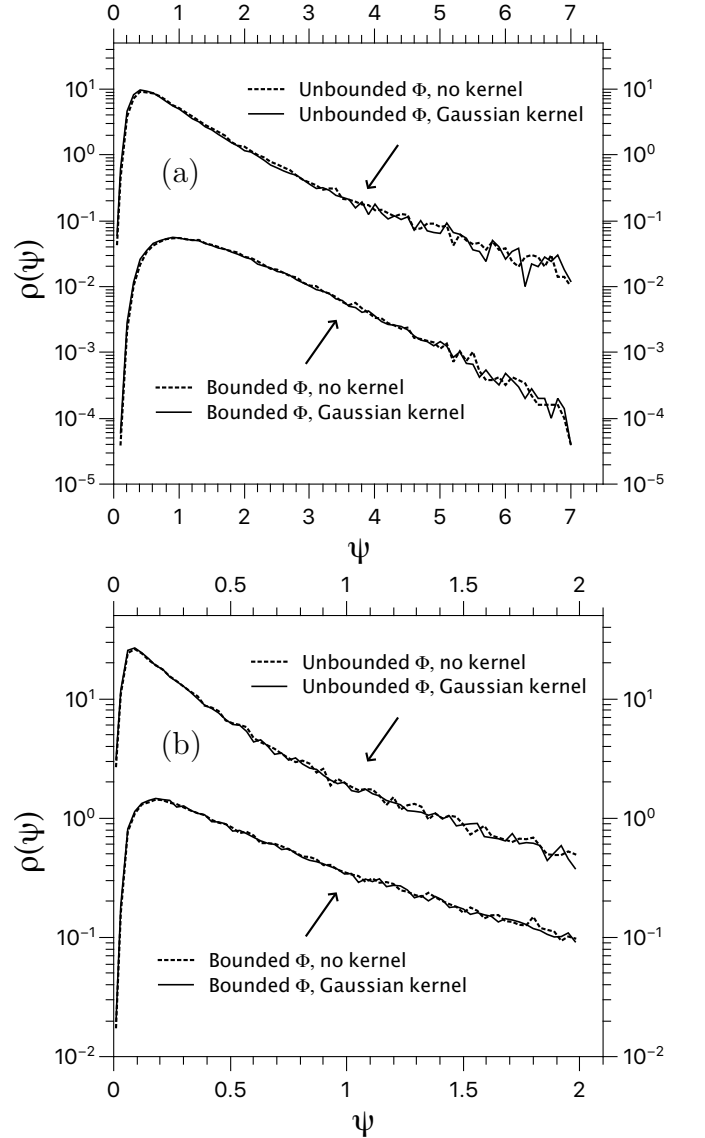 0 1 2 3 4 5 6 7
Unbounded Φ, no kernel
Unbounded Φ, Gaussian kernel
(a)
10¹ 10¹
10⁰ 10⁰
10⁻¹ 10⁻¹
10⁻² 10⁻²
10⁻³ 10⁻³
10⁻⁴ 10⁻⁴
10⁻⁵ 10⁻⁵
ρ(ψ)
Bounded Φ, no kernel
Bounded Φ, Gaussian kernel
0 1 2 3 4 5 6 7
ψ
0 0.5 1 1.5 2
Unbounded Φ, no kernel
Unbounded Φ, Gaussian kernel
(b)
10¹ 10¹
10⁰ 10⁰
10⁻¹ 10⁻¹
10⁻² 10⁻²
ρ(ψ)
Bounded Φ, no kernel
Bounded Φ, Gaussian kernel
0 0.5 1 1.5 2
ψ